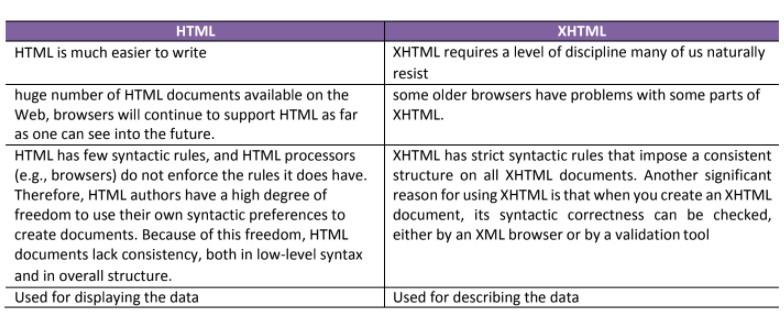 HTML
XHTML
HTML is much easier to write
XHTML requires a level of discipline many of us naturally
resist
huge number of HTML documents available on the
Web, browsers will continue to support HTML as far
as one can see into the future.
some older browsers have problems with some parts of
XHTML.
HTML has few syntactic rules, and HTML processors
(e.g., browsers) do not enforce the rules it does have.
Therefore, HTML authors have a high degree of
freedom to use their own syntactic preferences to
create documents. Because of this freedom, HTML
documents lack consistency, both in low-level syntax
and in overall structure.
XHTML has strict syntactic rules that impose a consistent
structure on all XHTML documents. Another significant
reason for using XHTML is that when you create an XHTML
document, its syntactic correctness can be checked,
either by an XML browser or by a validation tool
Used for displaying the data
Used for describing the data